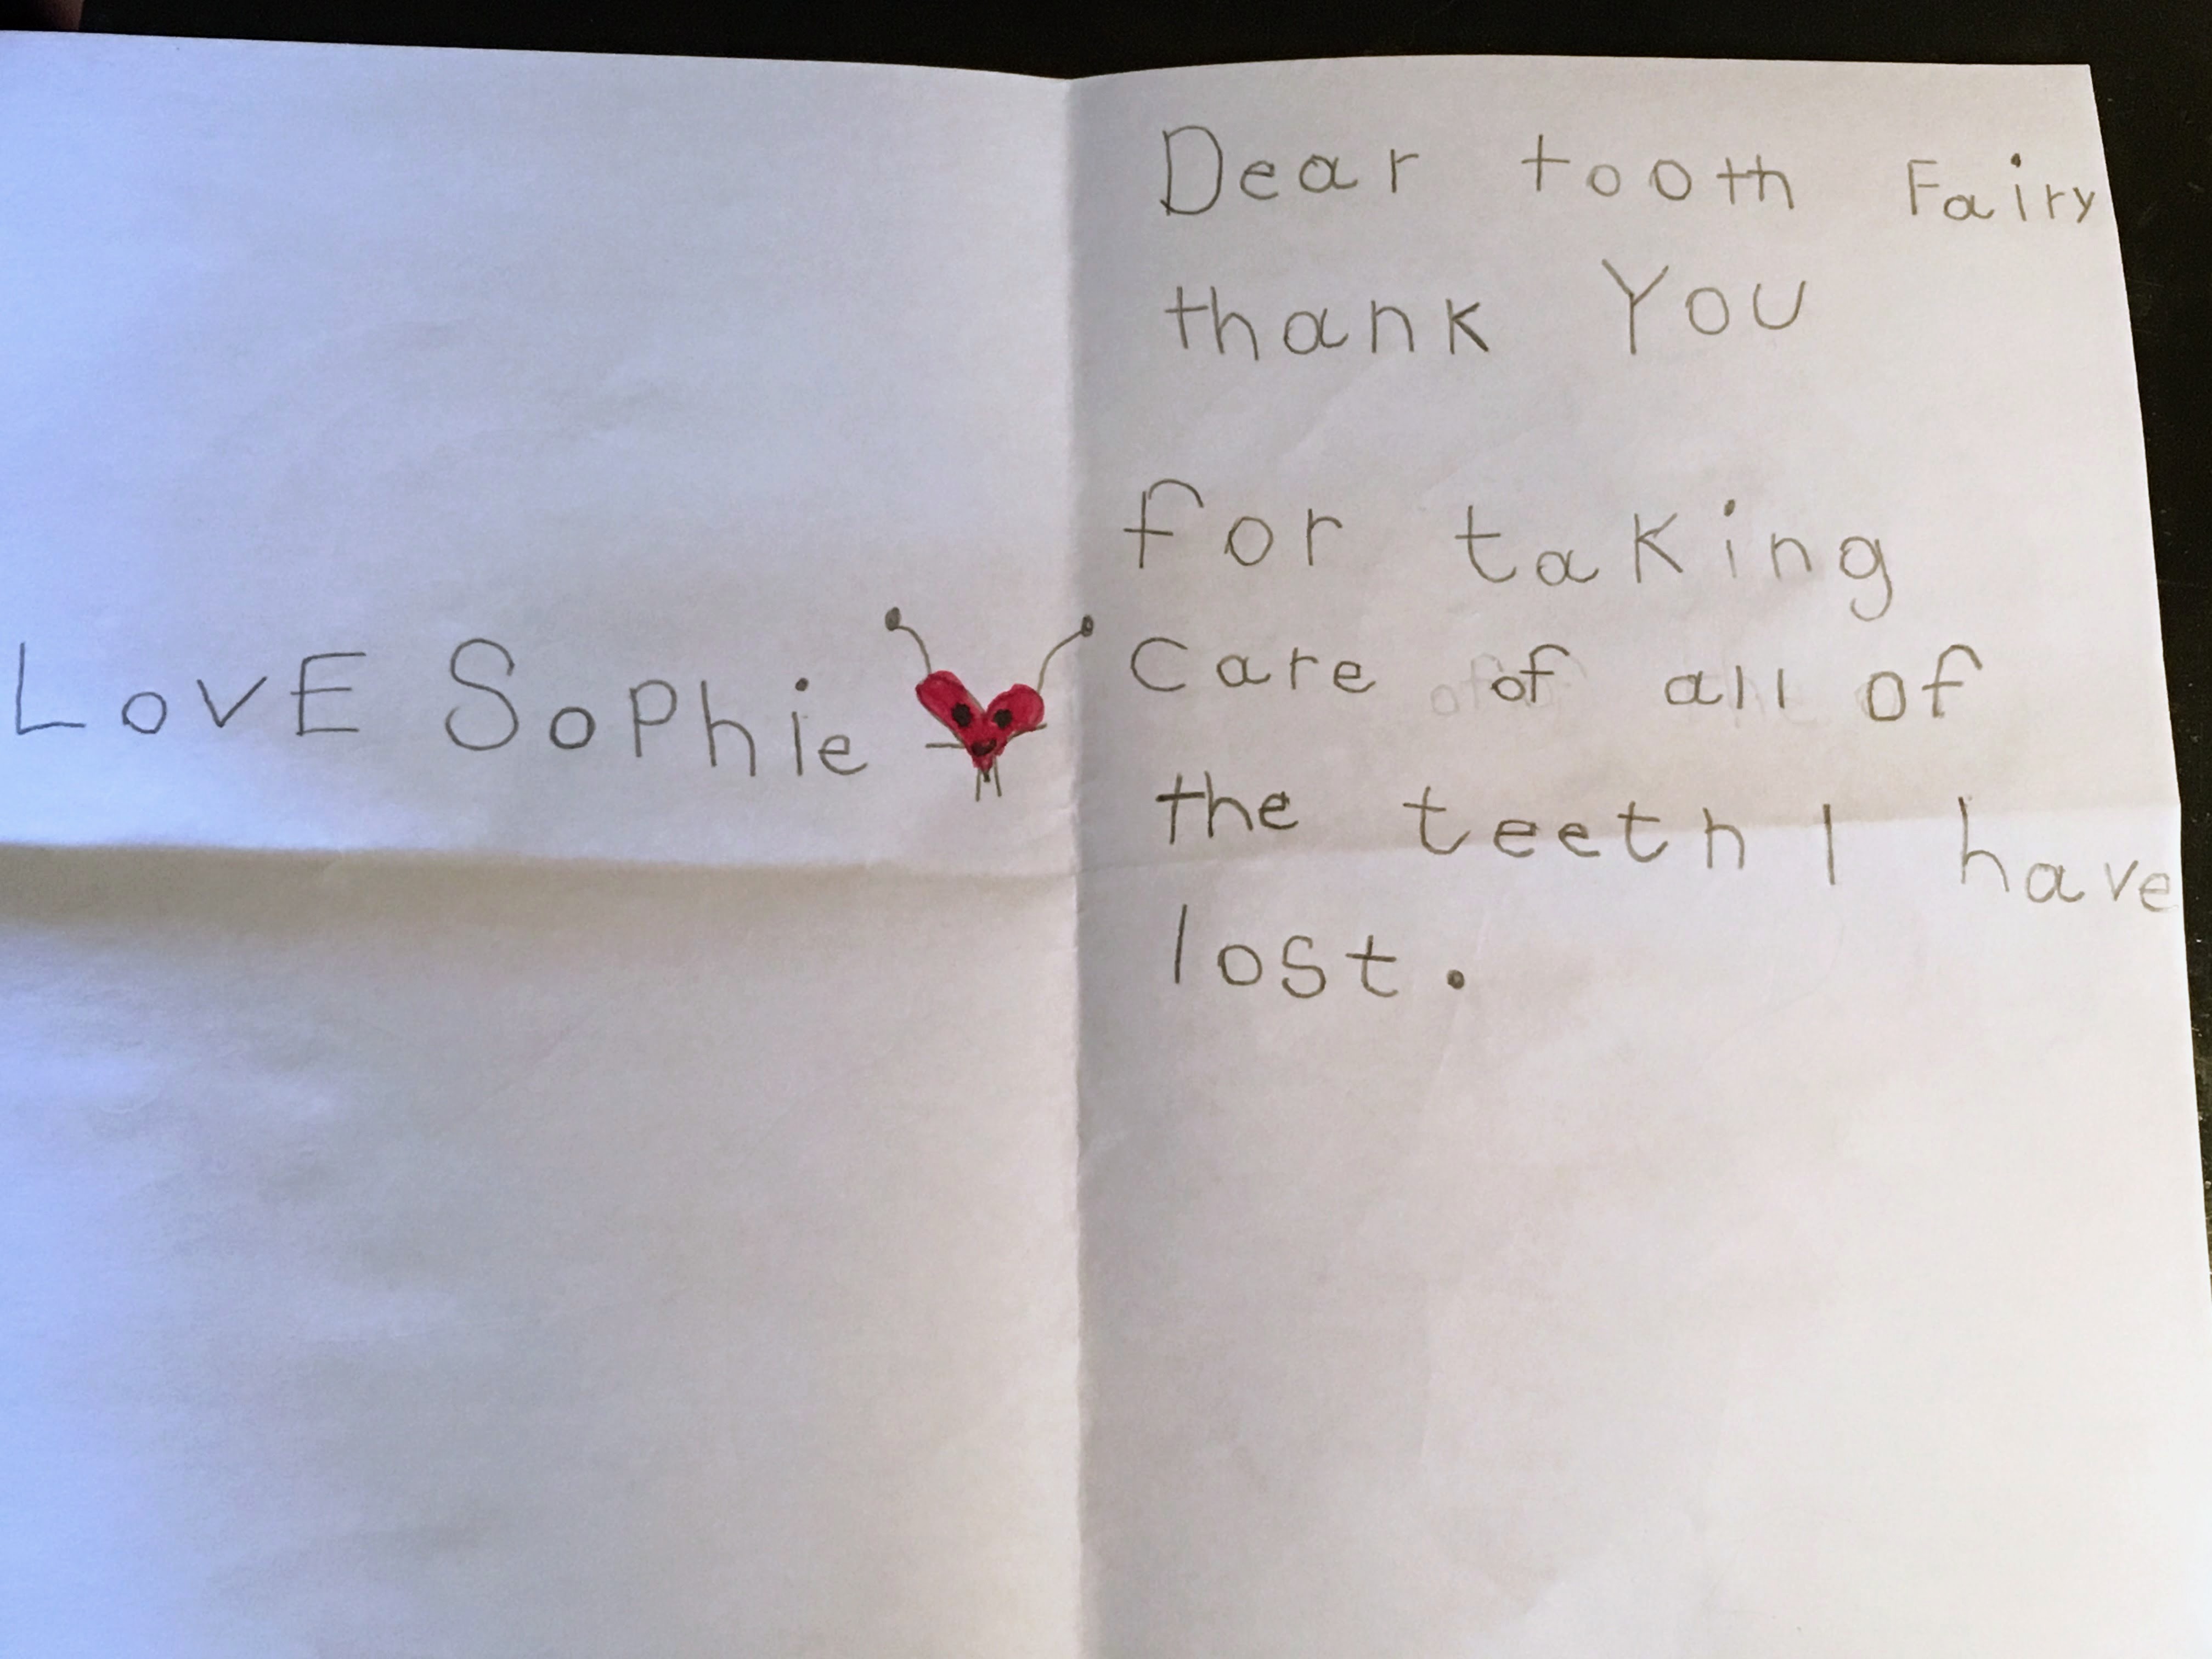 Dear tooth Fairy
thank You
for taking
Care of all of
the teeth I have
lost.
LovE SoPhie